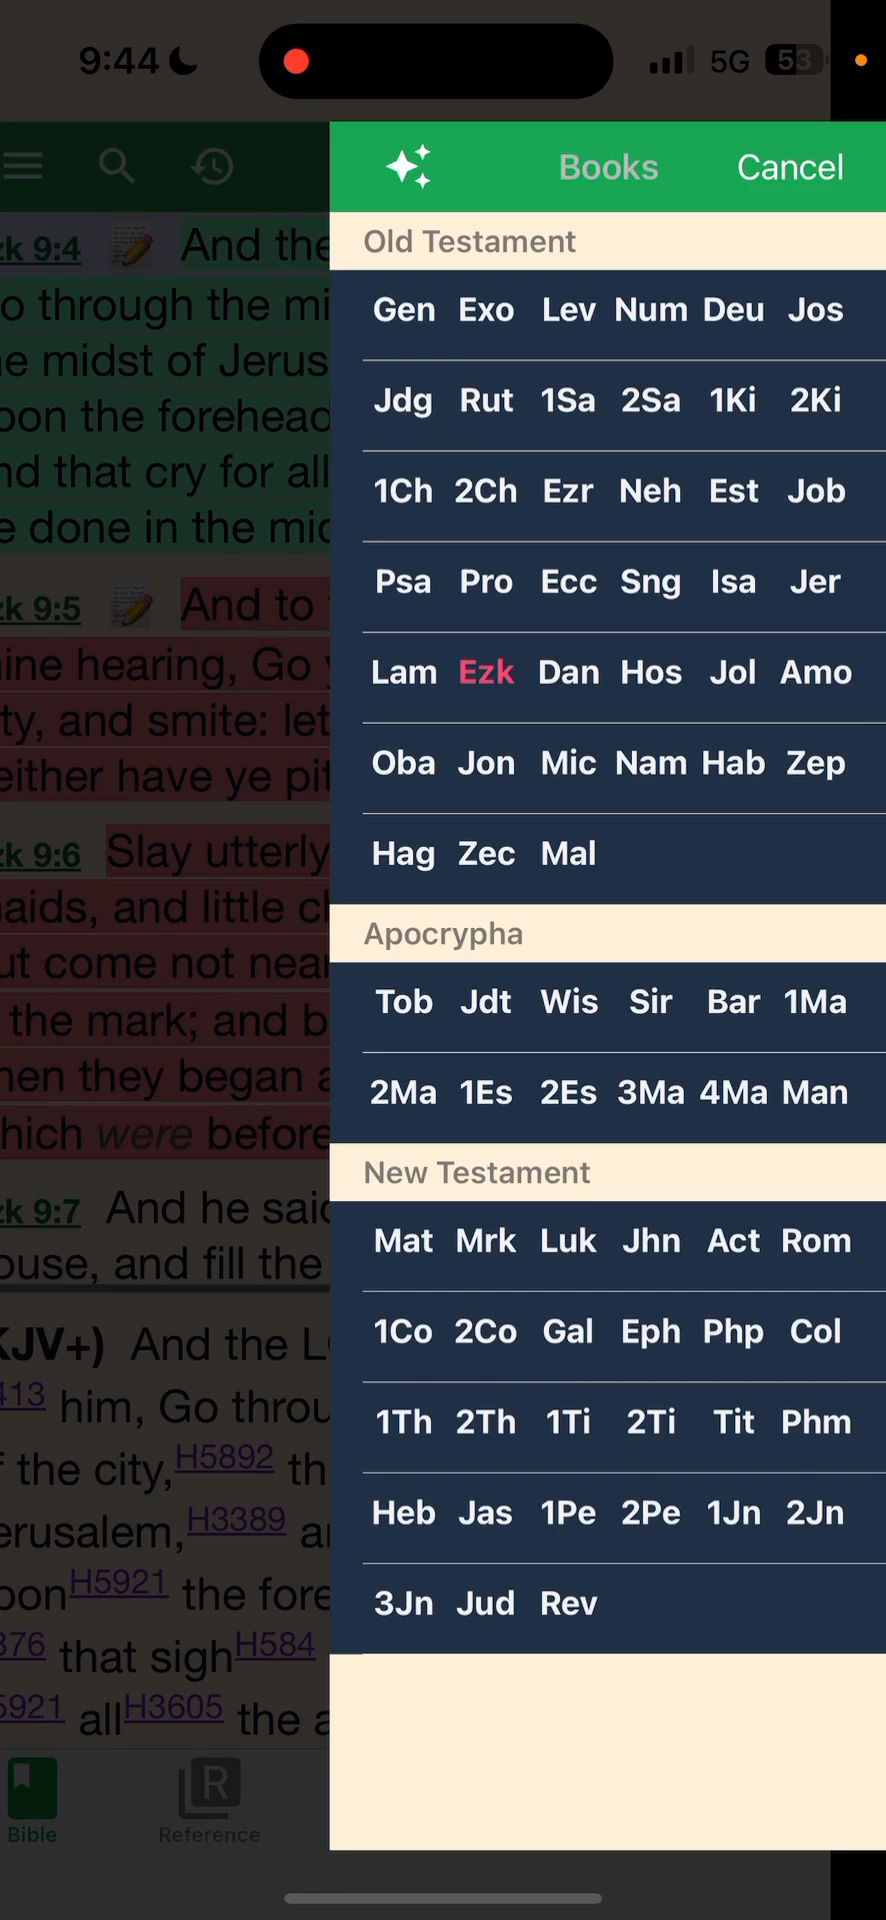 9:44 5G 53
Books Cancel
Old Testament
Gen Exo Lev Num Deu Jos
Jdg Rut 1Sa 2Sa 1Ki 2Ki
1Ch 2Ch Ezr Neh Est Job
Psa Pro Ecc Sng Isa Jer
Lam Ezk Dan Hos Jol Amo
Oba Jon Mic Nam Hab Zep
Hag Zec Mal
Apocrypha
Tob Jdt Wis Sir Bar 1Ma
2Ma 1Es 2Es 3Ma 4Ma Man
New Testament
Mat Mrk Luk Jhn Act Rom
1Co 2Co Gal Eph Php Col
1Th 2Th 1Ti 2Ti Tit Phm
Heb Jas 1Pe 2Pe 1Jn 2Jn
3Jn Jud Rev
zk 9:4 And the
o through the mi
e midst of Jerus
pon the forehead
nd that cry for all
e done in the mid
zk 9:5 And to
ine hearing, Go y
ty, and smite: let
either have ye pit
zk 9:6 Slay utterly
aids, and little ch
ut come not near
the mark; and b
hen they began a
hich were before
zk 9:7 And he said
ouse, and fill the
KJV+) And the L
413 him, Go throu
f the city,H5892 th
erusalem,H3389 a
ponH5921 the fore
376 that sighH584
5921 allH3605 the a
R
Bible Reference